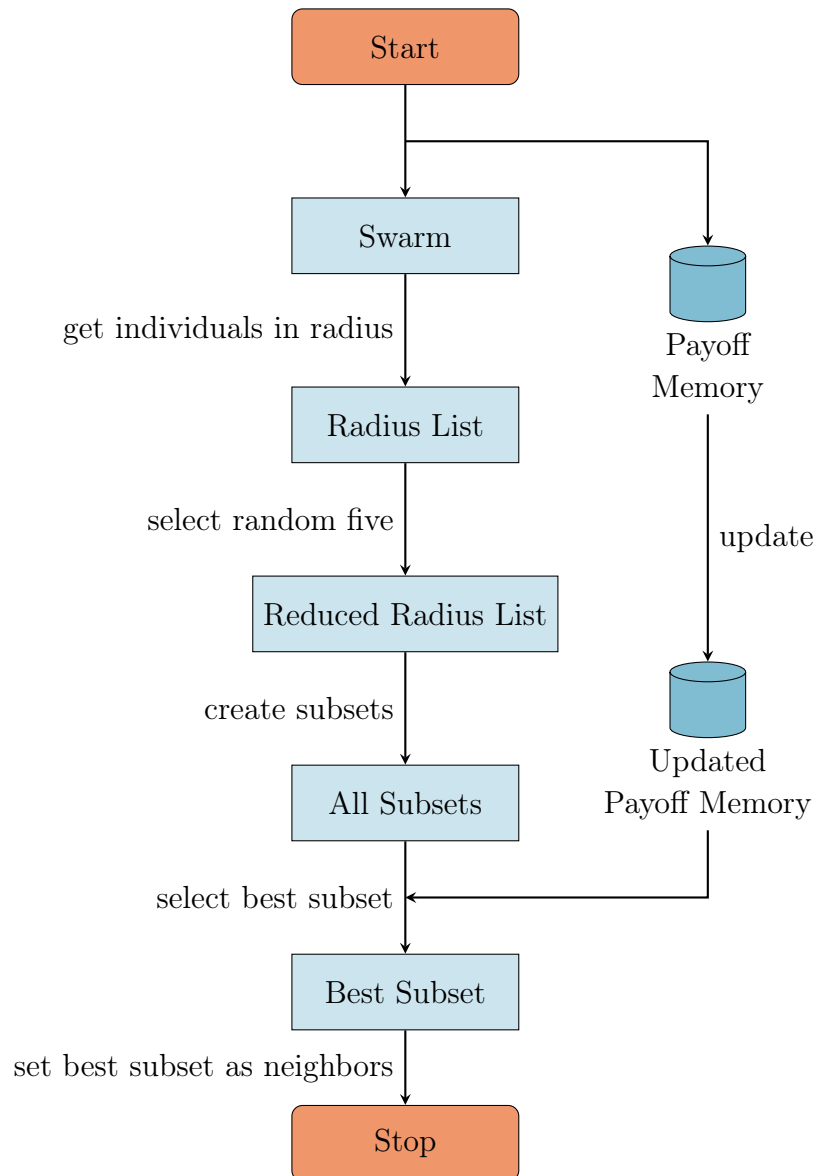 Start
Swarm
get individuals in radius
Payoff
Memory
Radius List
select random five
update
Reduced Radius List
create subsets
Updated
Payoff Memory
All Subsets
select best subset
Best Subset
set best subset as neighbors
Stop